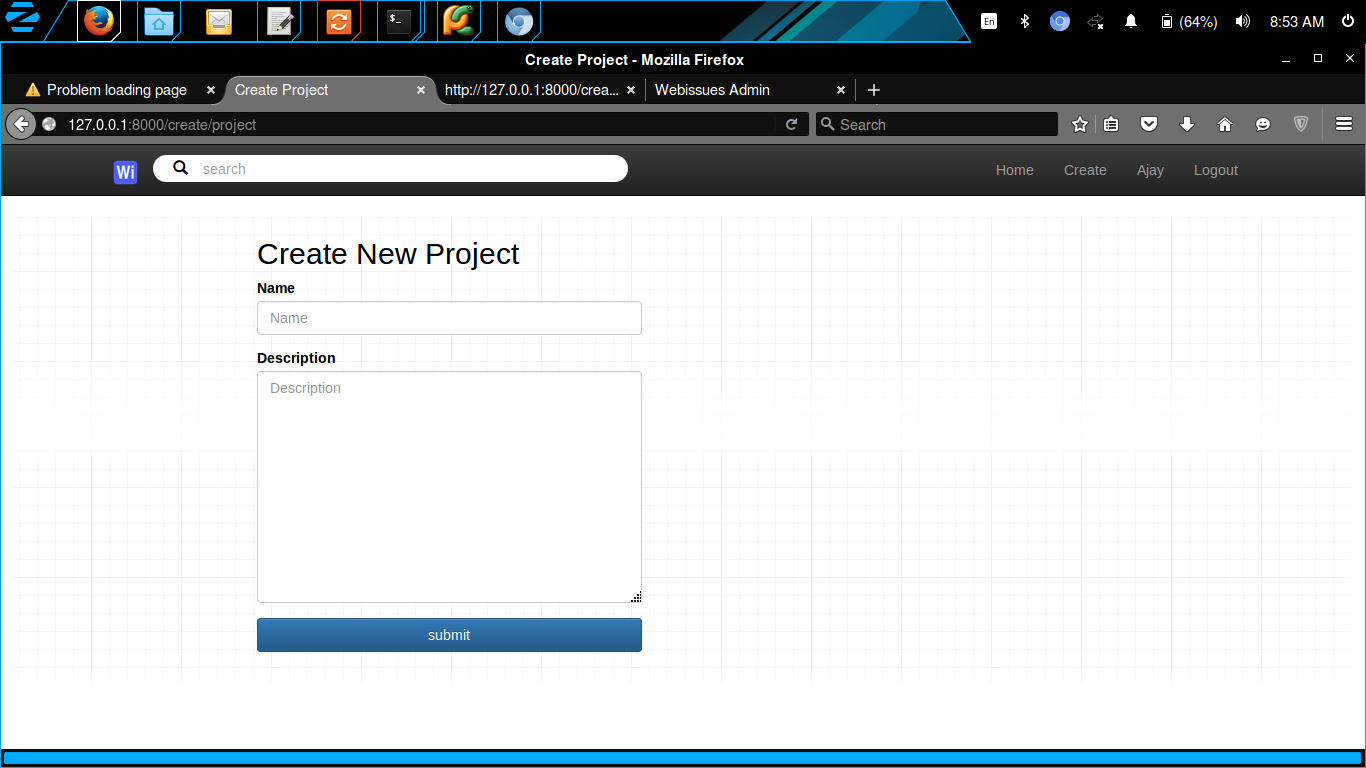 En (64%) 8:53 AM
Create Project - Mozilla Firefox
Problem loading page Create Project http://127.0.0.1:8000/crea... Webissues Admin
127.0.0.1:8000/create/project Search
Wi search Home Create Ajay Logout
Create New Project
Name
Name
Description
Description
submit